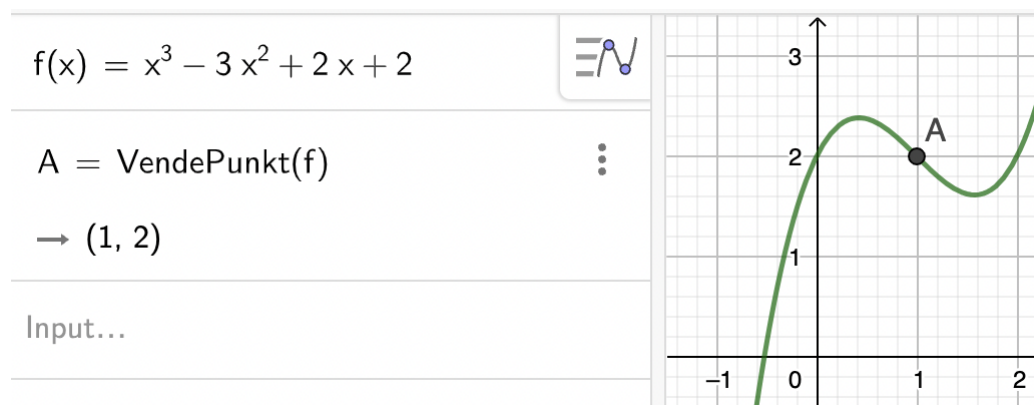 f(x) = x³ − 3 x² + 2 x + 2
A = VendePunkt(f)
→ (1, 2)
Input...
3
A
2
1
−1 0 1 2